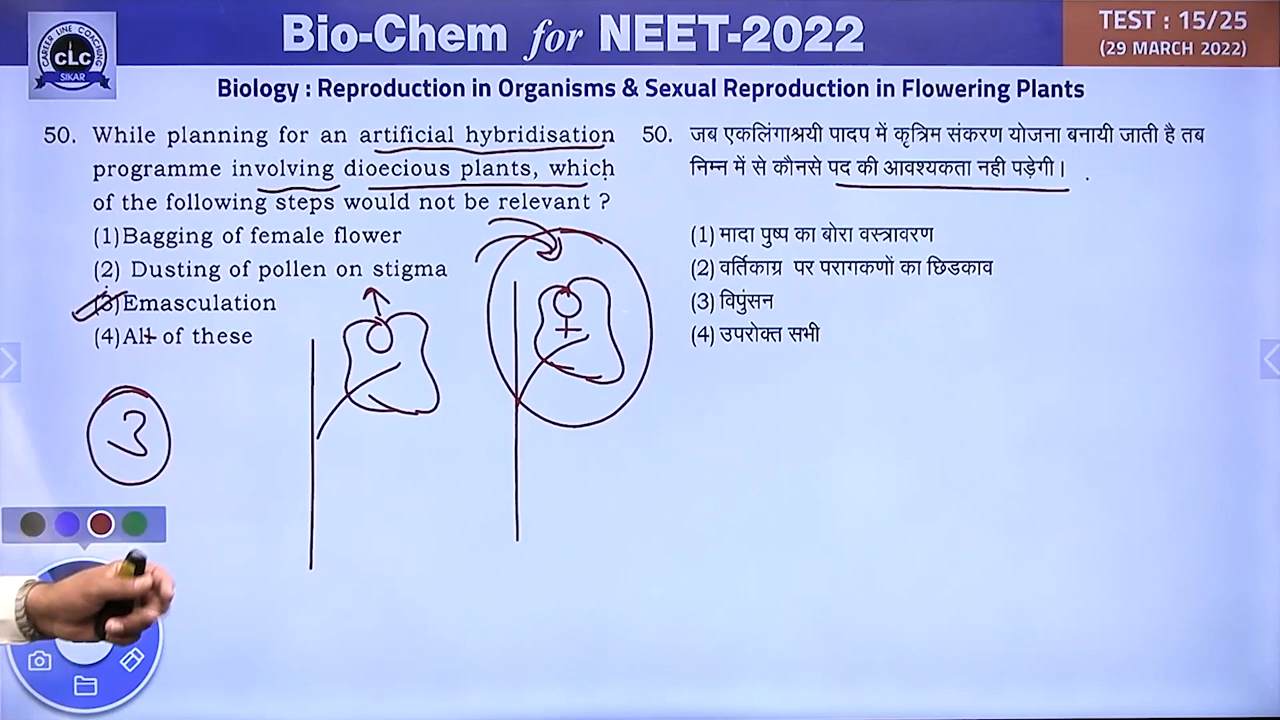 CAREER LINE COACHING
CLC
SIKAR
Bio-Chem for NEET-2022
TEST : 15/25
(29 MARCH 2022)
Biology : Reproduction in Organisms & Sexual Reproduction in Flowering Plants
50. While planning for an artificial hybridisation
programme involving dioecious plants, which
of the following steps would not be relevant ?
(1)Bagging of female flower
(2) Dusting of pollen on stigma
(3)Emasculation
(4)All of these
50. जब एकलिंगाश्रयी पादप में कृत्रिम संकरण योजना बनायी जाती है तब
निम्न में से कौनसे पद की आवश्यकता नही पड़ेगी।
(1) मादा पुष्प का बोरा वस्त्रावरण
(2) वर्तिकाग्र पर परागकणों का छिडकाव
(3) विपुंसन
(4) उपरोक्त सभी
3